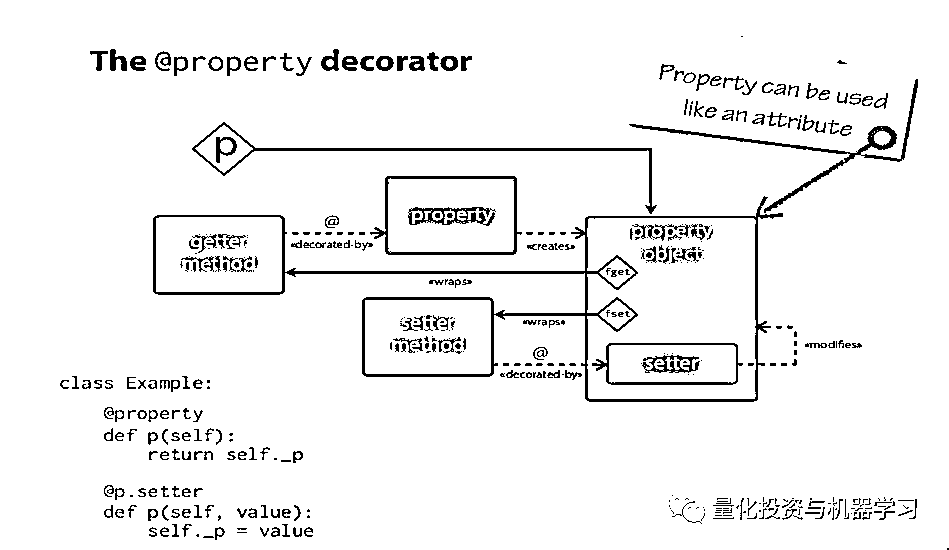 The @property decorator
Property can be used
like an attribute
p
property
getter
method
@
«decorated-by»
«creates»
property
object
fget
«wraps»
fset
«wraps»
setter
method
@
«decorated-by»
setter
«modifies»
class Example:
@property
def p(self):
return self._p
@p.setter
def p(self, value):
self._p = value
量化投资与机器学习